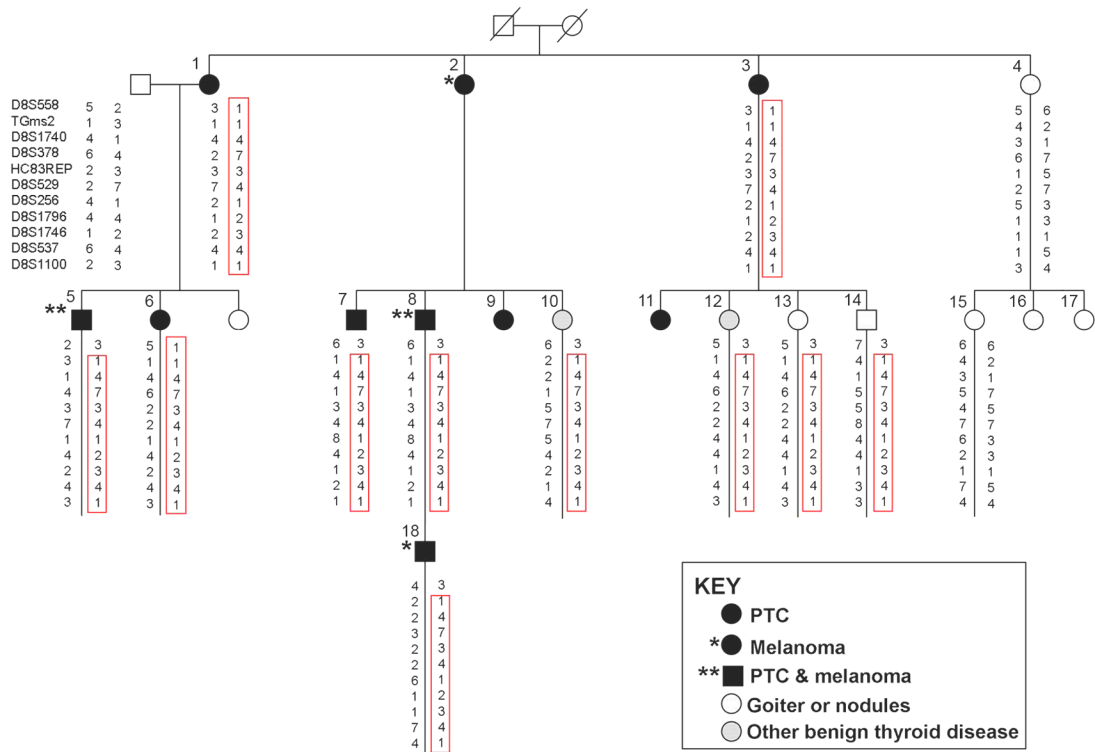 1 2 3 4
*
D8S558 5 2 3 1 3 1 5 6
TGms2 1 3 1 1 1 1 4 2
D8S1740 4 1 4 4 4 4 3 1
D8S378 6 4 2 7 2 7 6 7
HC83REP 2 3 3 3 3 3 1 5
D8S529 2 7 7 4 7 4 2 7
D8S256 4 1 2 1 2 1 5 3
D8S1796 4 4 1 2 1 2 1 3
D8S1746 1 2 2 3 2 3 1 1
D8S537 6 4 4 4 4 4 1 5
D8S1100 2 3 1 1 1 1 3 4
5 6 7 8 9 10 11 12 13 14 15 16 17
** **
2 3 5 1 6 3 6 3 6 3 5 3 5 3 7 3 6 6
3 1 1 1 1 1 1 1 2 1 1 1 1 1 4 1 4 2
1 4 4 4 4 4 4 4 2 4 4 4 4 4 1 4 3 1
4 7 6 7 1 7 1 7 1 7 6 7 6 7 5 7 5 7
3 3 2 3 3 3 3 3 5 3 2 3 2 3 5 3 4 5
7 4 2 4 4 4 4 4 7 4 2 4 2 4 8 4 7 7
1 1 1 1 8 1 8 1 5 1 4 1 4 1 4 1 6 3
4 2 4 2 4 2 4 2 4 2 4 2 4 2 4 2 2 3
2 3 2 3 1 3 1 3 2 3 1 3 1 3 1 3 1 1
4 4 4 4 2 4 2 4 1 4 4 4 4 4 3 4 7 5
3 1 3 1 1 1 1 1 4 1 3 1 3 1 1 1 4 4
18
*
4 3
2 1
2 4
3 7
2 3
2 4
6 1
1 2
1 3
7 4
4 1
KEY
PTC
* Melanoma
** PTC & melanoma
Goiter or nodules
Other benign thyroid disease